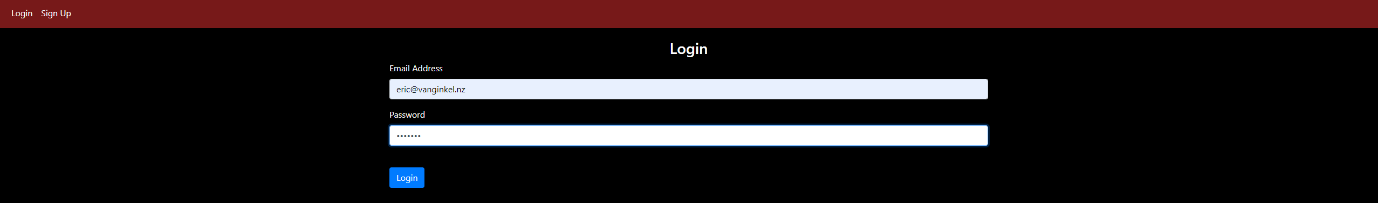 Login Sign Up
Login
Email Address
eric@vanginkel.nz
Password
•••••••
Login